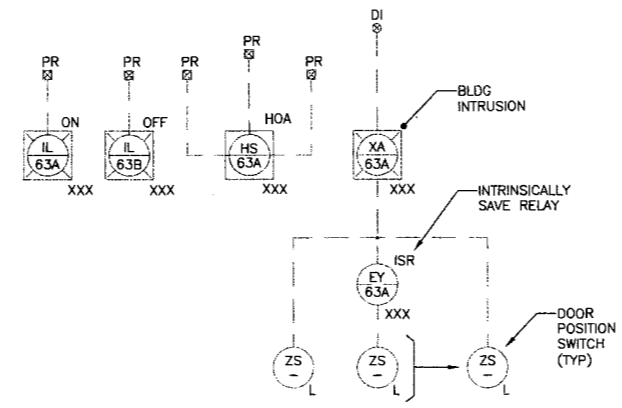 DI
PR
PR PR PR PR
BLDG
INTRUSION
ON OFF HOA
IL
63A
IL
63B
HS
63A
XA
63A
XXX XXX XXX XXX
INTRINSICALLY
SAVE RELAY
ISR
EY
63A
XXX
DOOR
POSITION
SWITCH
(TYP)
ZS
–
L
ZS
–
L
ZS
–
L